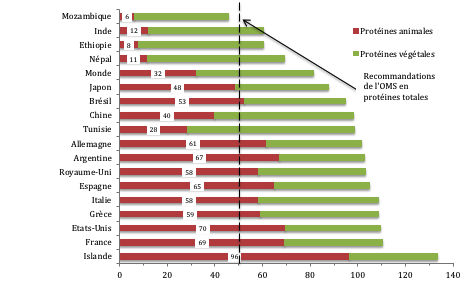 Mozambique 6
Inde 12
Ethiopie 8
Népal 11
Monde 32
Japon 48
Brésil 53
Chine 40
Tunisie 28
Allemagne 61
Argentine 67
Royaume-Uni 58
Espagne 65
Italie 58
Grèce 59
Etats-Unis 70
France 69
Islande 96
0 20 40 60 80 100 120 140
Protéines animales
Protéines végétales
Recommandations
de l'OMS en
protéines totales